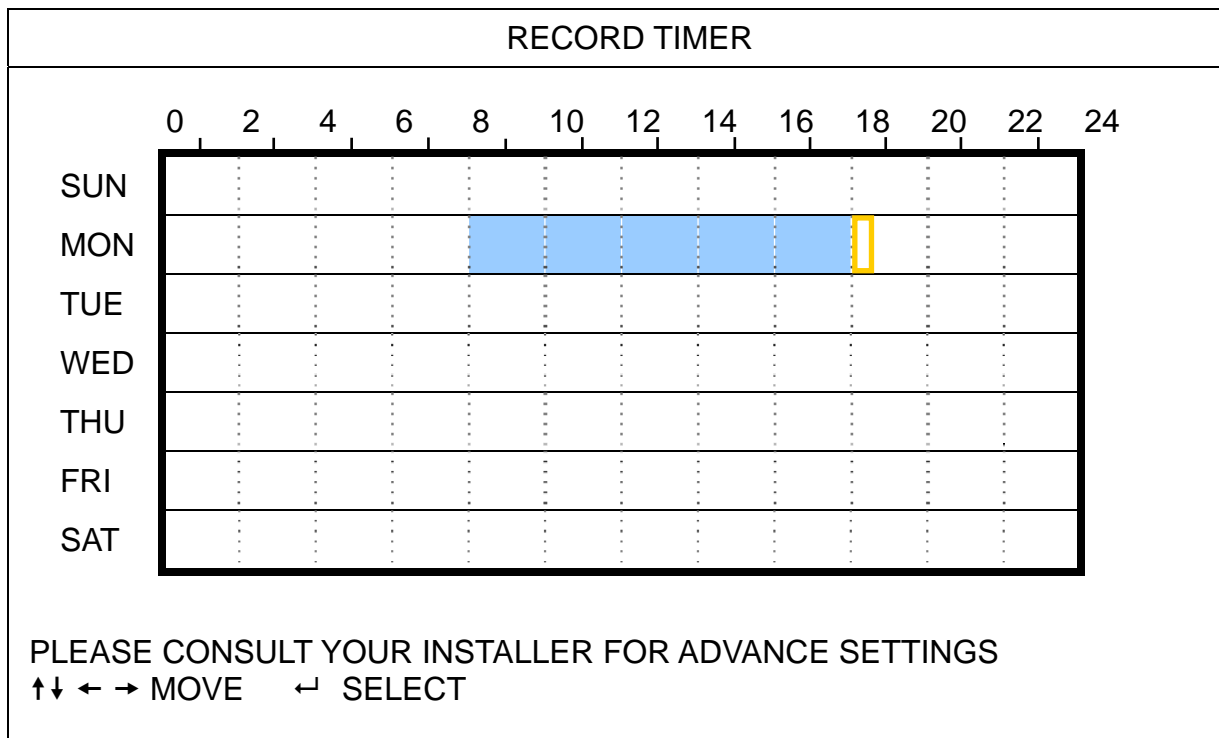 RECORD TIMER
0 2 4 6 8 10 12 14 16 18 20 22 24
SUN
MON
TUE
WED
THU
FRI
SAT
PLEASE CONSULT YOUR INSTALLER FOR ADVANCE SETTINGS
↑↓ ← → MOVE ↵ SELECT